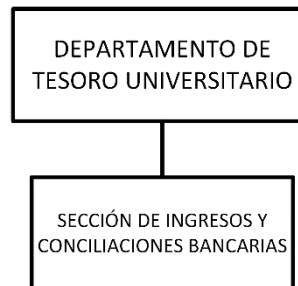 DEPARTAMENTO DE
TESORO UNIVERSITARIO
SECCIÓN DE INGRESOS Y
CONCILIACIONES BANCARIAS